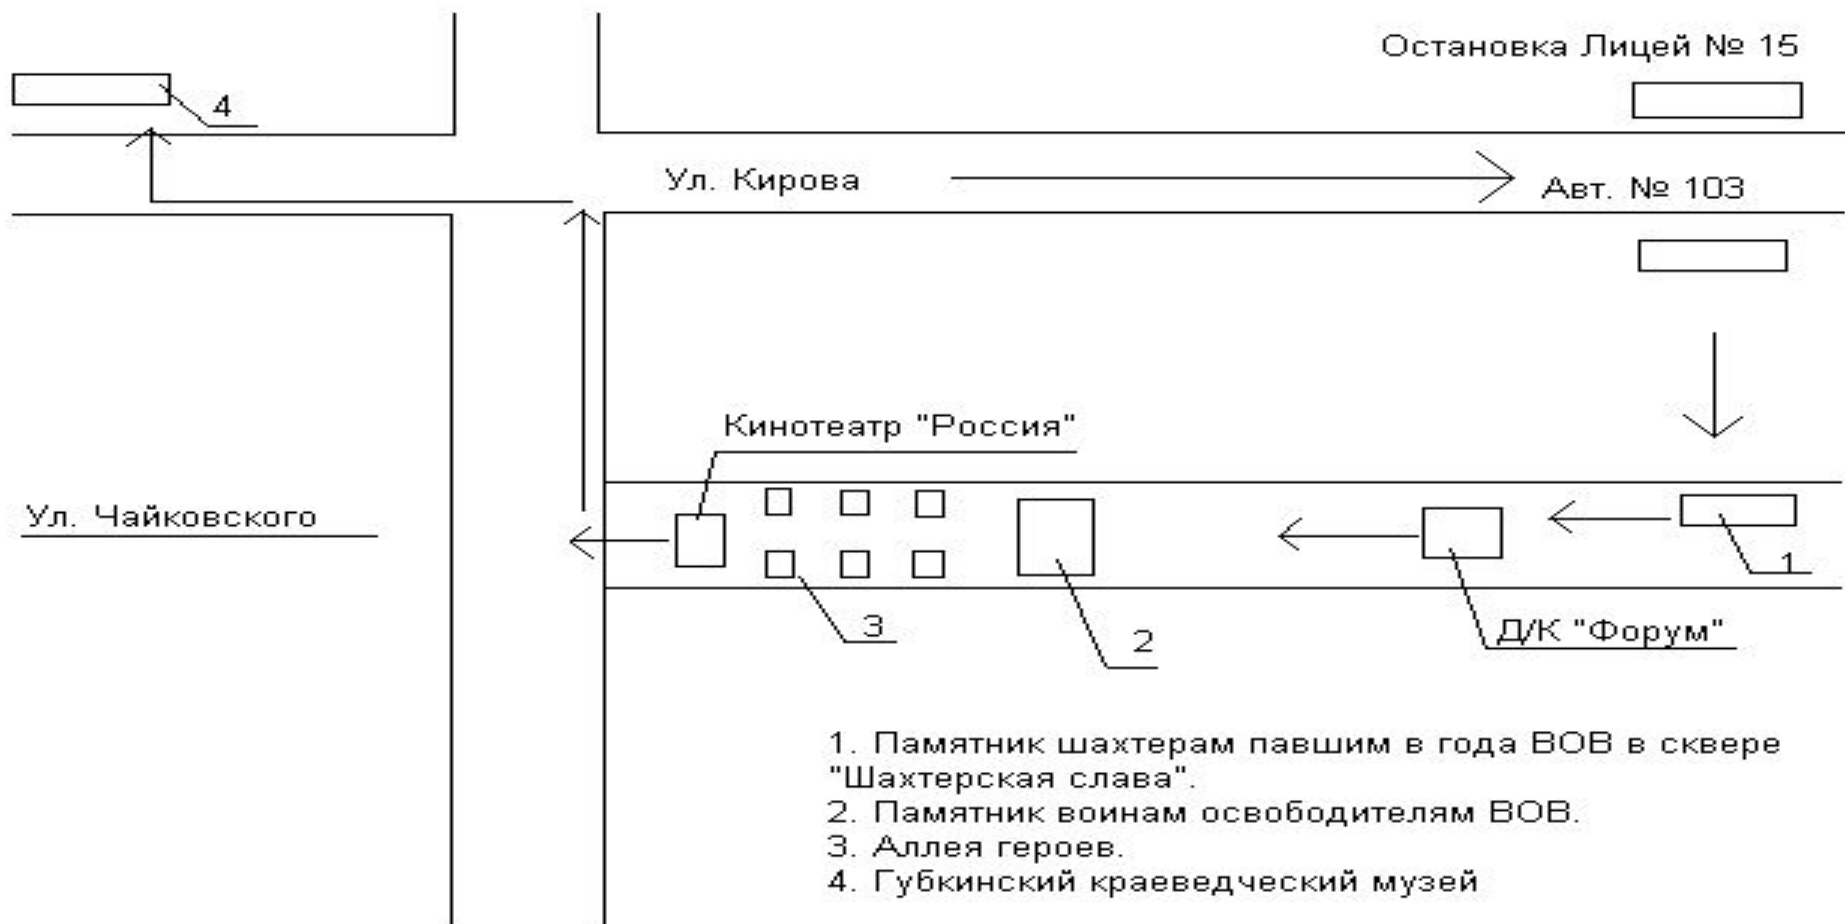 Остановка Лицей № 15
4
Ул. Кирова
Авт. № 103
Кинотеатр "Россия"
Ул. Чайковского
1
3
2
Д/К "Форум"
1. Памятник шахтерам павшим в года ВОВ в сквере
"Шахтерская слава".
2. Памятник воинам освободителям ВОВ.
3. Аллея героев.
4. Губкинский краеведческий музей